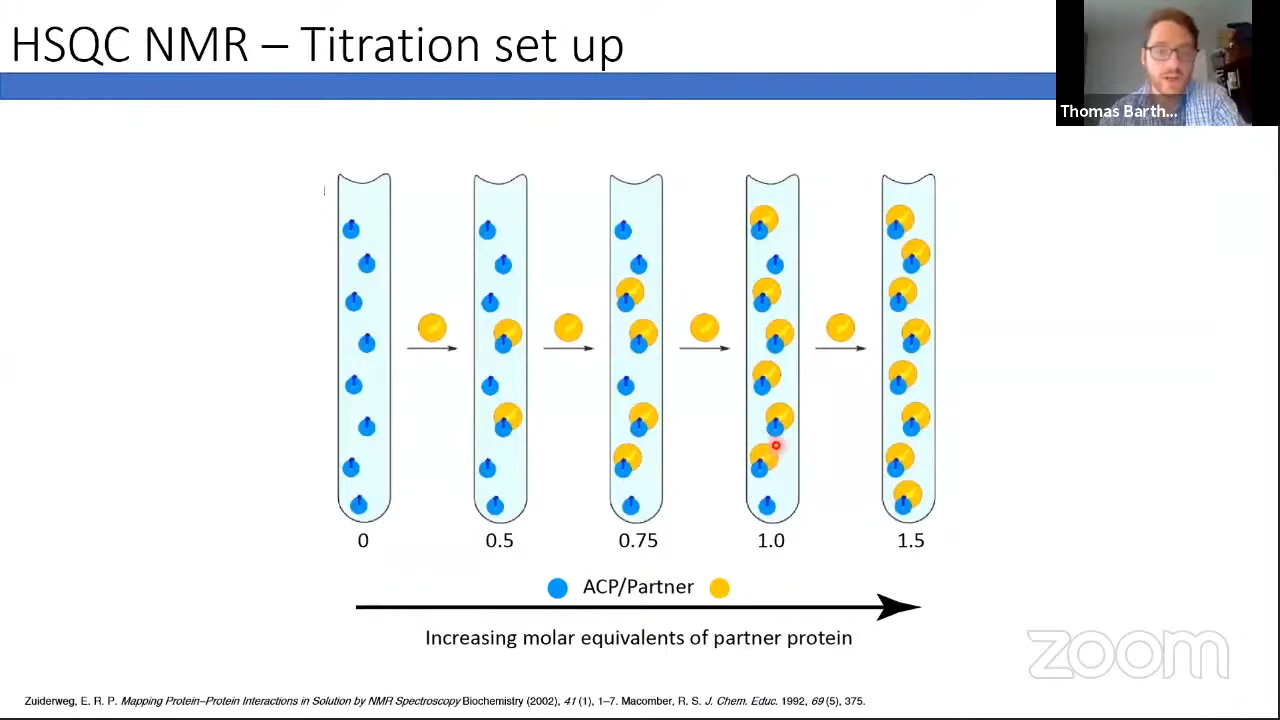 HSQC NMR – Titration set up
Thomas Barth...
0 0.5 0.75 1.0 1.5
ACP/Partner
Increasing molar equivalents of partner protein
zoom
Zuiderweg, E. R. P. Mapping Protein–Protein Interactions in Solution by NMR Spectroscopy Biochemistry (2002), 41 (1), 1–7. Macomber, R. S. J. Chem. Educ. 1992, 69 (5), 375.